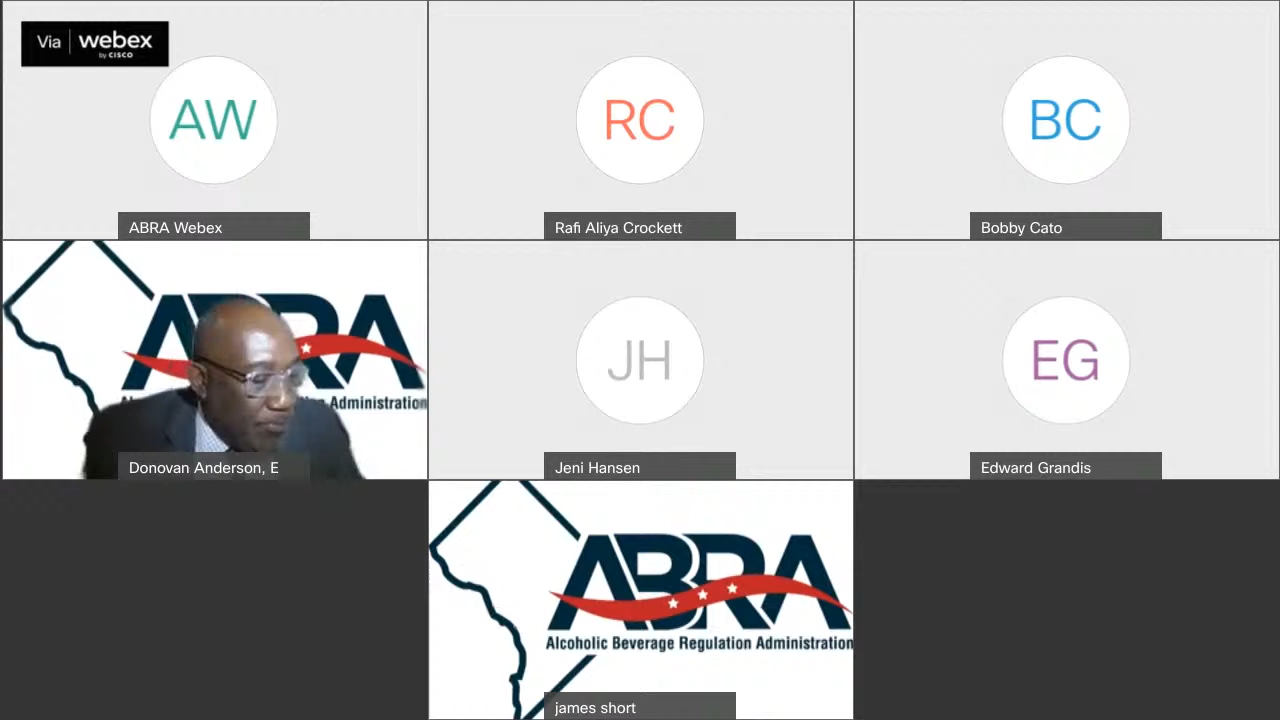 Via webex
by CISCO
AW
RC
BC
ABRA Webex
Rafi Aliya Crockett
Bobby Cato
ABRA
Administration
JH
EG
Donovan Anderson, E
Jeni Hansen
Edward Grandis
ABRA
Alcoholic Beverage Regulation Administration
james short